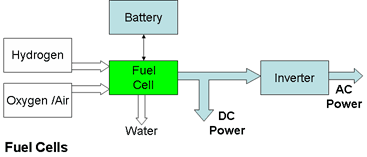 Battery
Hydrogen
Fuel
Cell
Inverter
Oxygen /Air
AC
Power
Water
DC
Power
Fuel Cells